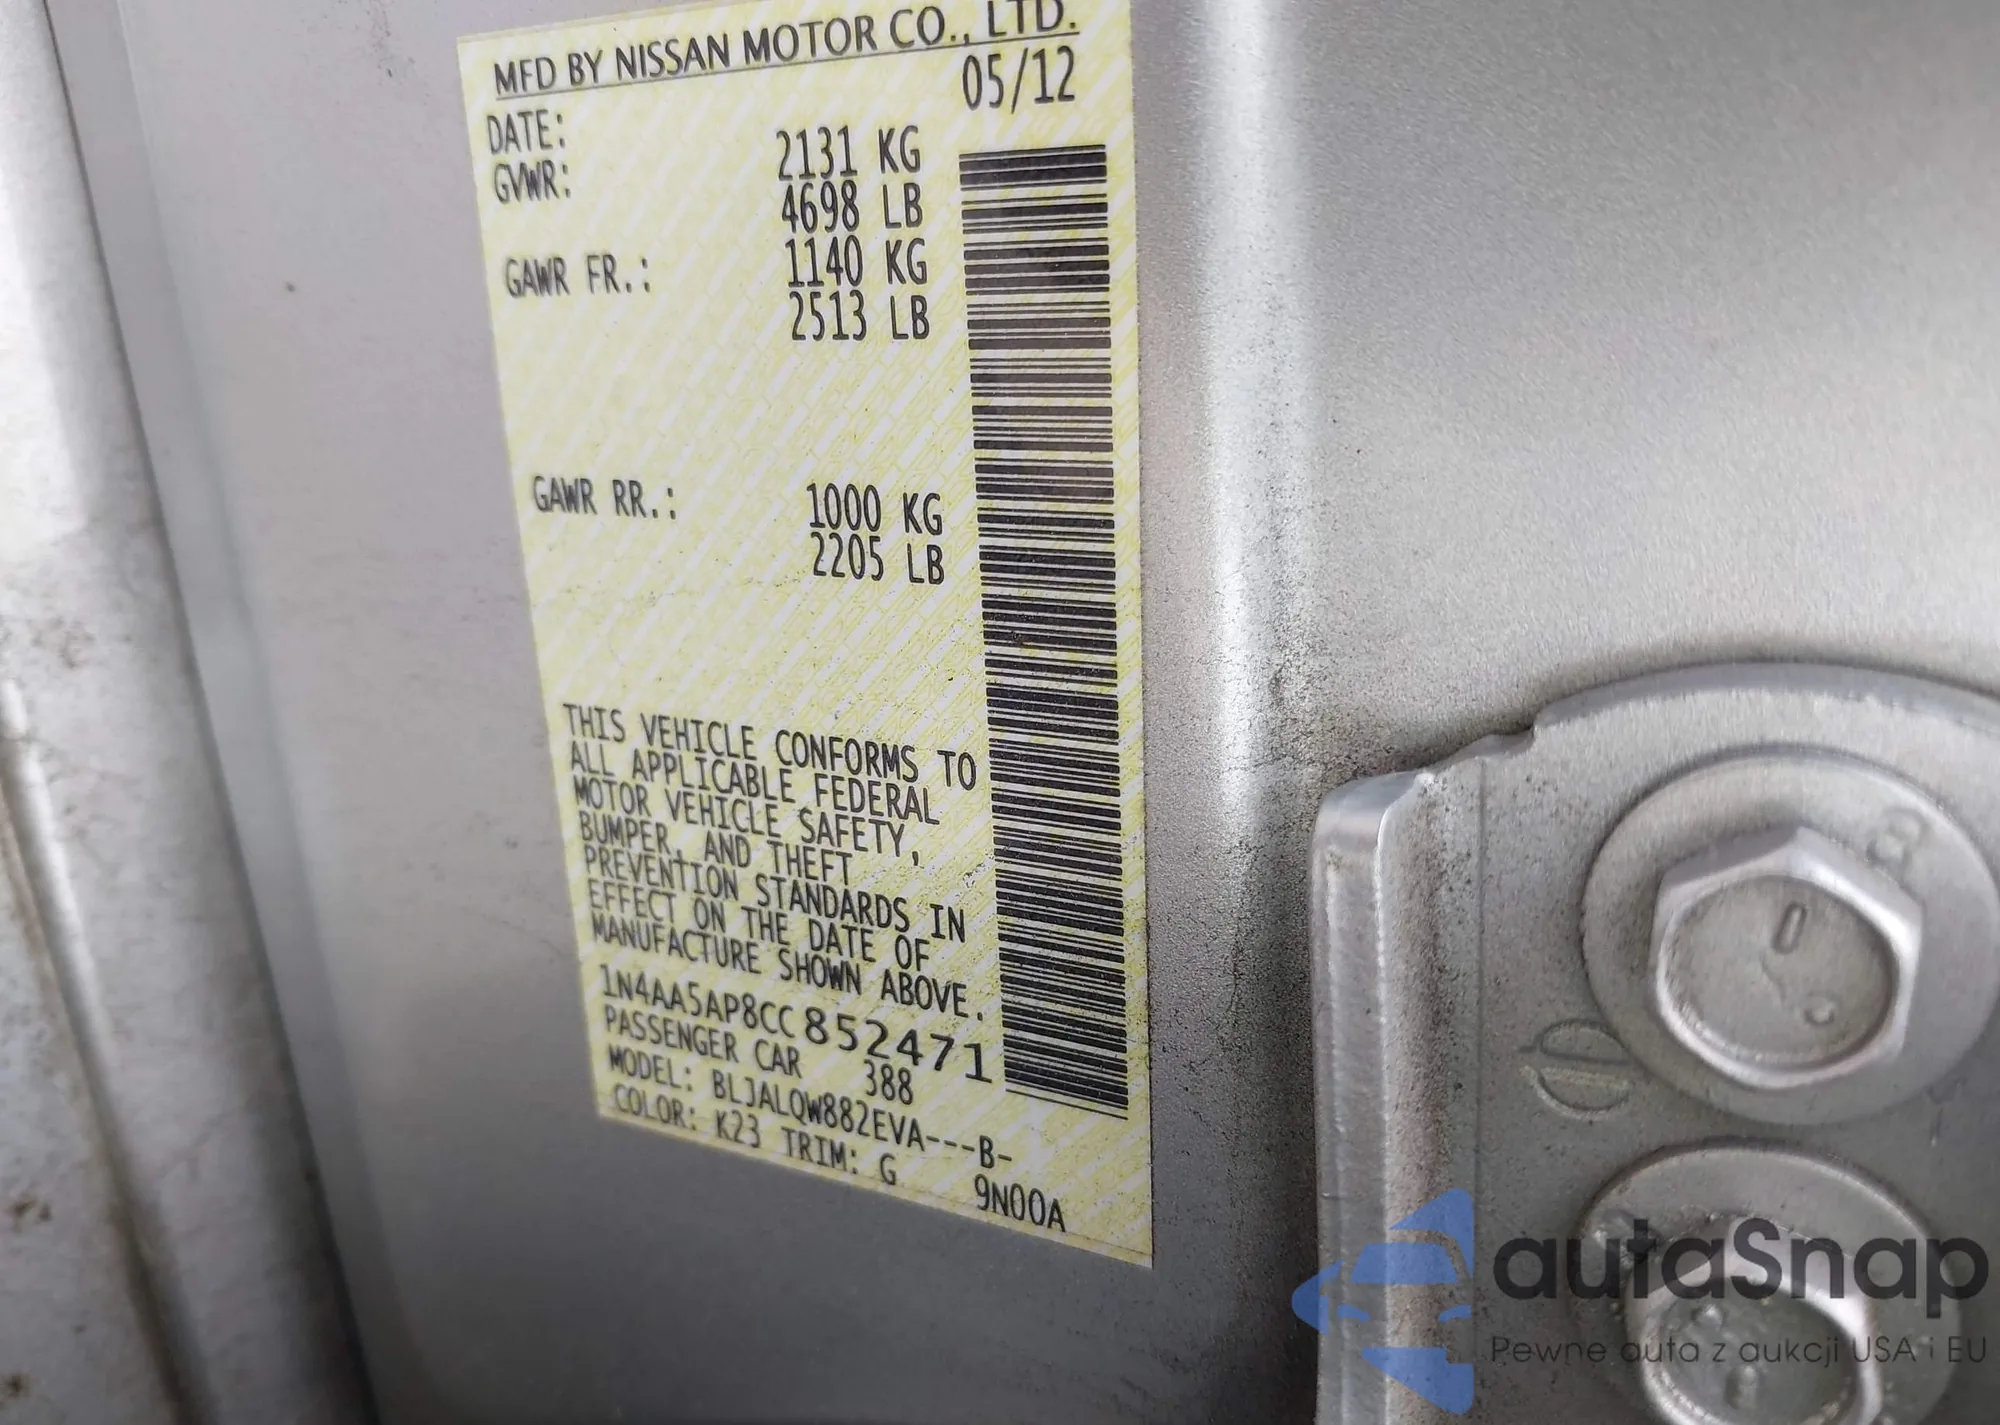 MFD BY NISSAN MOTOR CO., LTD.
DATE: 05/12
GVWR: 2131 KG
4698 LB
GAWR FR.: 1140 KG
2513 LB
GAWR RR.: 1000 KG
2205 LB
THIS VEHICLE CONFORMS TO
ALL APPLICABLE FEDERAL
MOTOR VEHICLE SAFETY,
BUMPER, AND THEFT
PREVENTION STANDARDS IN
EFFECT ON THE DATE OF
MANUFACTURE SHOWN ABOVE.
1N4AA5AP8CC852471
PASSENGER CAR 388
MODEL: BLJALQW882EVA---B-
COLOR: K23 TRIM: G 9N00A
autaSnap
Pewne auta z aukcji USA i EU